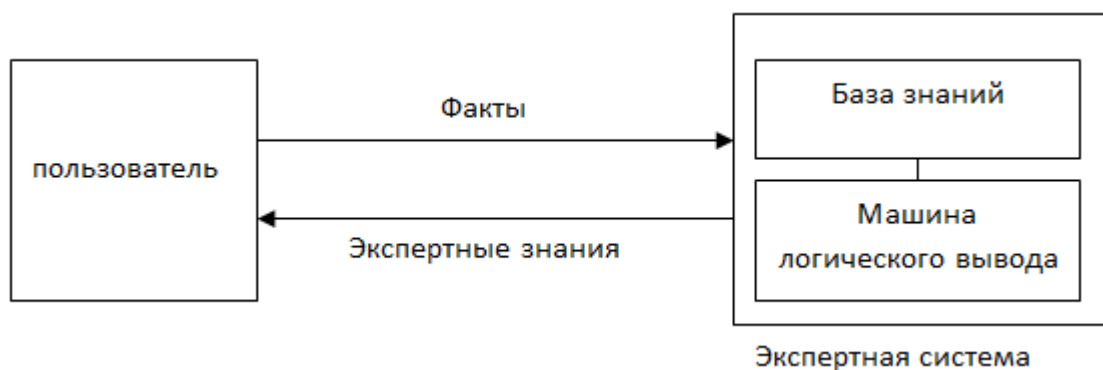 Факты
База знаний
пользователь
Экспертные знания
Машина
логического вывода
Экспертная система